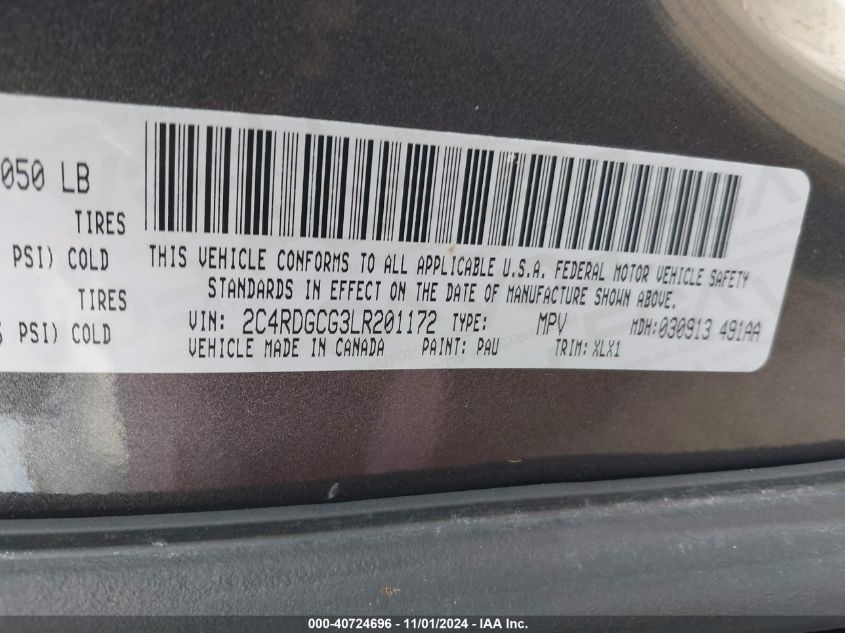 050 LB
TIRES
PSI) COLD
TIRES
PSI) COLD
THIS VEHICLE CONFORMS TO ALL APPLICABLE U.S.A. FEDERAL MOTOR VEHICLE SAFETY
STANDARDS IN EFFECT ON THE DATE OF MANUFACTURE SHOWN ABOVE.
VIN: 2C4RDGCG3LR201172 TYPE: MPV MDH:030913 491AA
VEHICLE MADE IN CANADA PAINT: PAU TRIM: XLX1
000-40724696 - 11/01/2024 - IAA Inc.